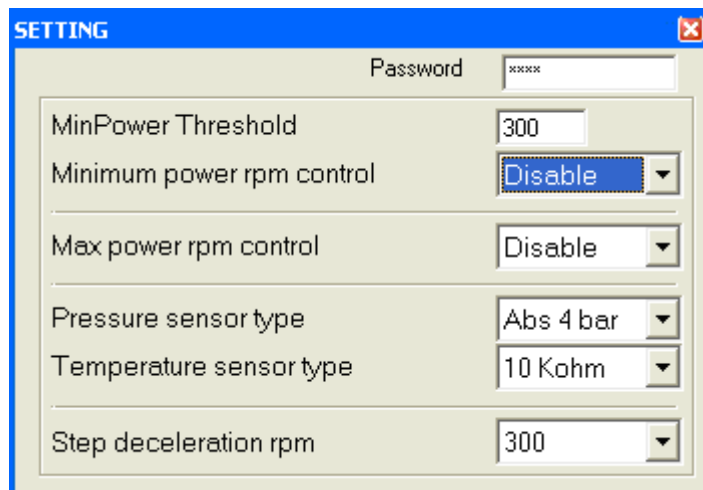 SETTING
Password ****
MinPower Threshold 300
Minimum power rpm control Disable
Max power rpm control Disable
Pressure sensor type Abs 4 bar
Temperature sensor type 10 Kohm
Step deceleration rpm 300